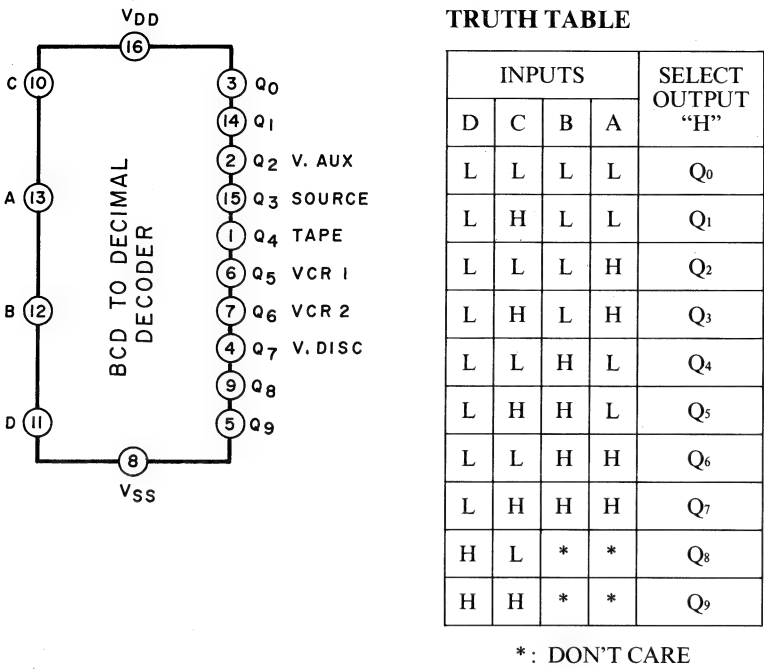 VDD
16
C 10
3 Q0
14 Q1
2 Q2 V. AUX
A 13
15 Q3 SOURCE
1 Q4 TAPE
6 Q5 VCR 1
B 12
7 Q6 VCR 2
4 Q7 V. DISC
9 Q8
D 11
5 Q9
8
VSS
BCD TO DECIMAL
DECODER
TRUTH TABLE
INPUTS SELECT
OUTPUT
"H"
D C B A
L L L L Q0
L H L L Q1
L L L H Q2
L H L H Q3
L L H L Q4
L H H L Q5
L L H H Q6
L H H H Q7
H L * * Q8
H H * * Q9
*: DON'T CARE